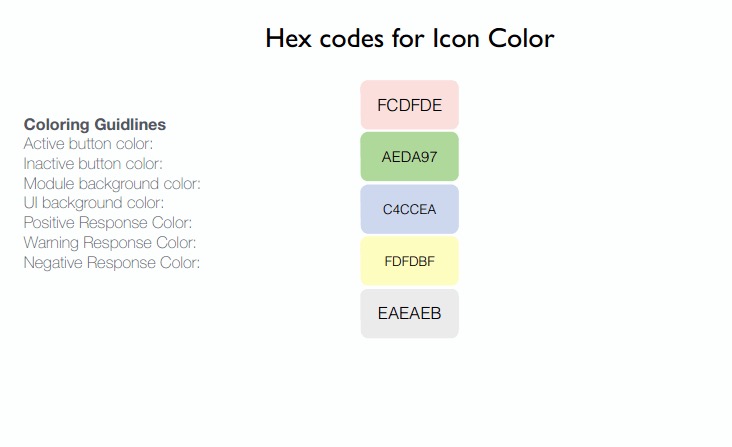 Hex codes for Icon Color
Coloring Guidlines
Active button color:
Inactive button color:
Module background color:
UI background color:
Positive Response Color:
Warning Response Color:
Negative Response Color:
FCDFDE
AEDA97
C4CCEA
FDFDBF
EAEAEB